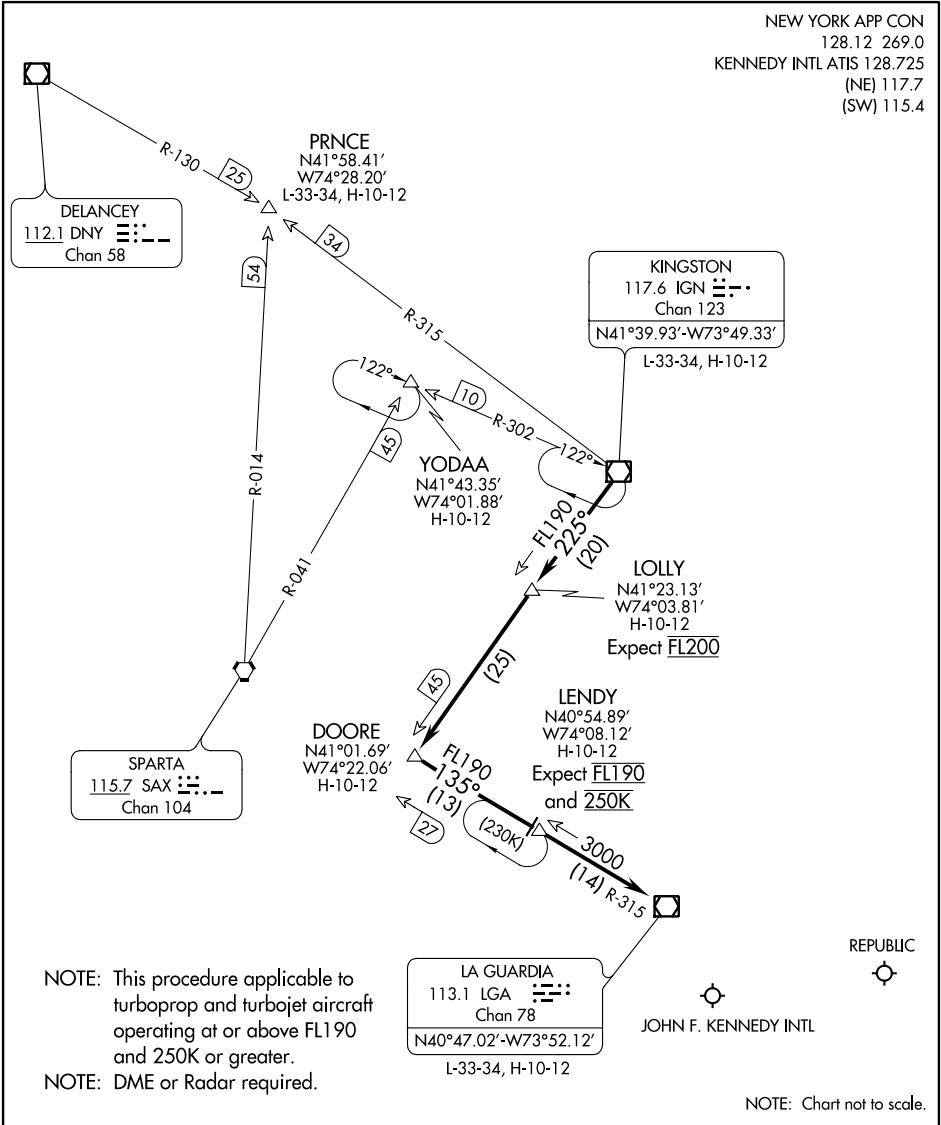 NEW YORK APP CON
128.12 269.0
KENNEDY INTL ATIS 128.725
(NE) 117.7
(SW) 115.4
PRNCE
N41°58.41'
W74°28.20'
L-33-34, H-10-12
R-130
25
DELANCEY
112.1 DNY
Chan 58
34
R-315
54
R-014
KINGSTON
117.6 IGN
Chan 123
N41°39.93'-W73°49.33'
L-33-34, H-10-12
122°
10
R-302
122°
45
R-041
YODAA
N41°43.35'
W74°01.88'
H-10-12
FL190
225°
(20)
LOLLY
N41°23.13'
W74°03.81'
H-10-12
Expect FL200
(25)
45
SPARTA
115.7 SAX
Chan 104
DOORE
N41°01.69'
W74°22.06'
H-10-12
LENDY
N40°54.89'
W74°08.12'
H-10-12
Expect FL190
and 250K
FL190
135°
(13)
27
(230K)
3000
(14) R-315
LA GUARDIA
113.1 LGA
Chan 78
N40°47.02'-W73°52.12'
L-33-34, H-10-12
REPUBLIC
JOHN F. KENNEDY INTL
NOTE: This procedure applicable to
turboprop and turbojet aircraft
operating at or above FL190
and 250K or greater.
NOTE: DME or Radar required.
NOTE: Chart not to scale.